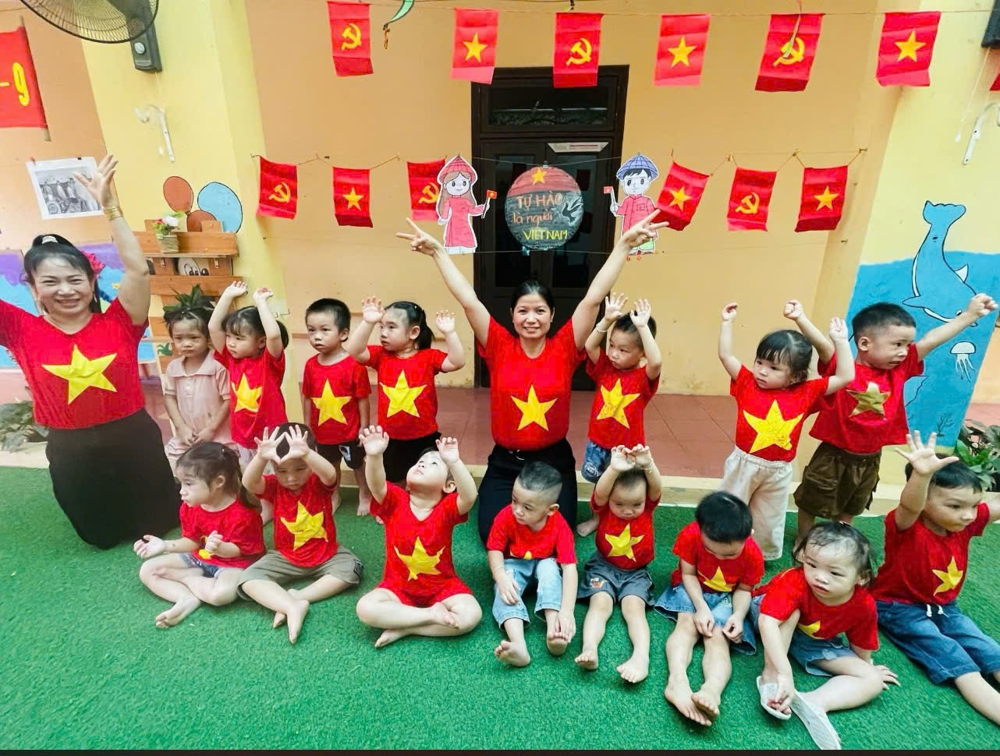 -9
TỰ HÀO
là người
VIỆT NAM